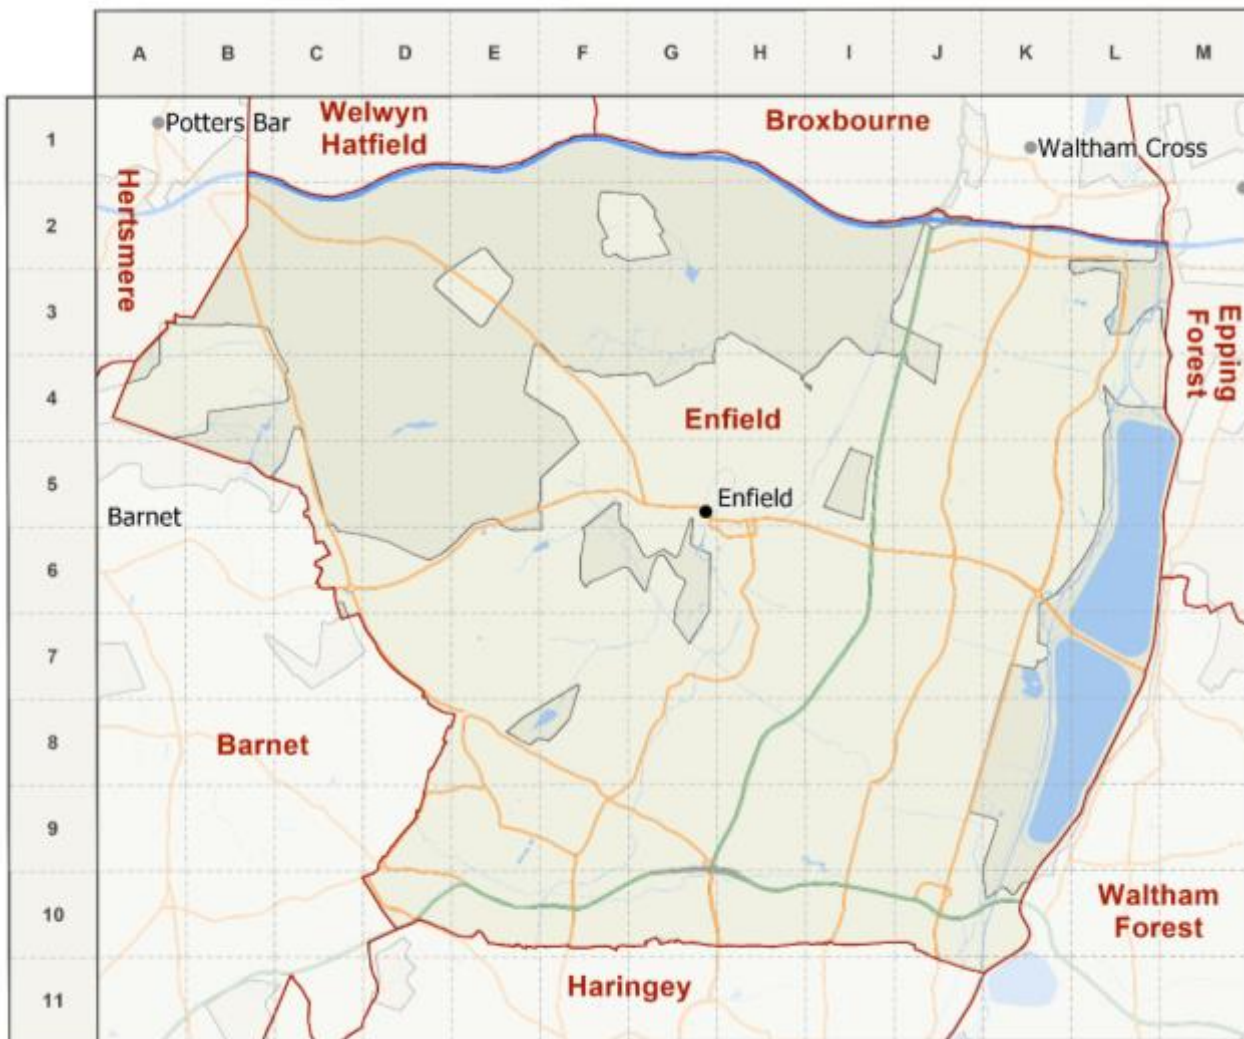 A B C D E F G H I J K L M
1
2
3
4
5
6
7
8
9
10
11
Potters Bar
Welwyn
Hatfield
Broxbourne
Waltham Cross
Hertsmere
Epping
Forest
Enfield
Enfield
Barnet
Barnet
Waltham
Forest
Haringey